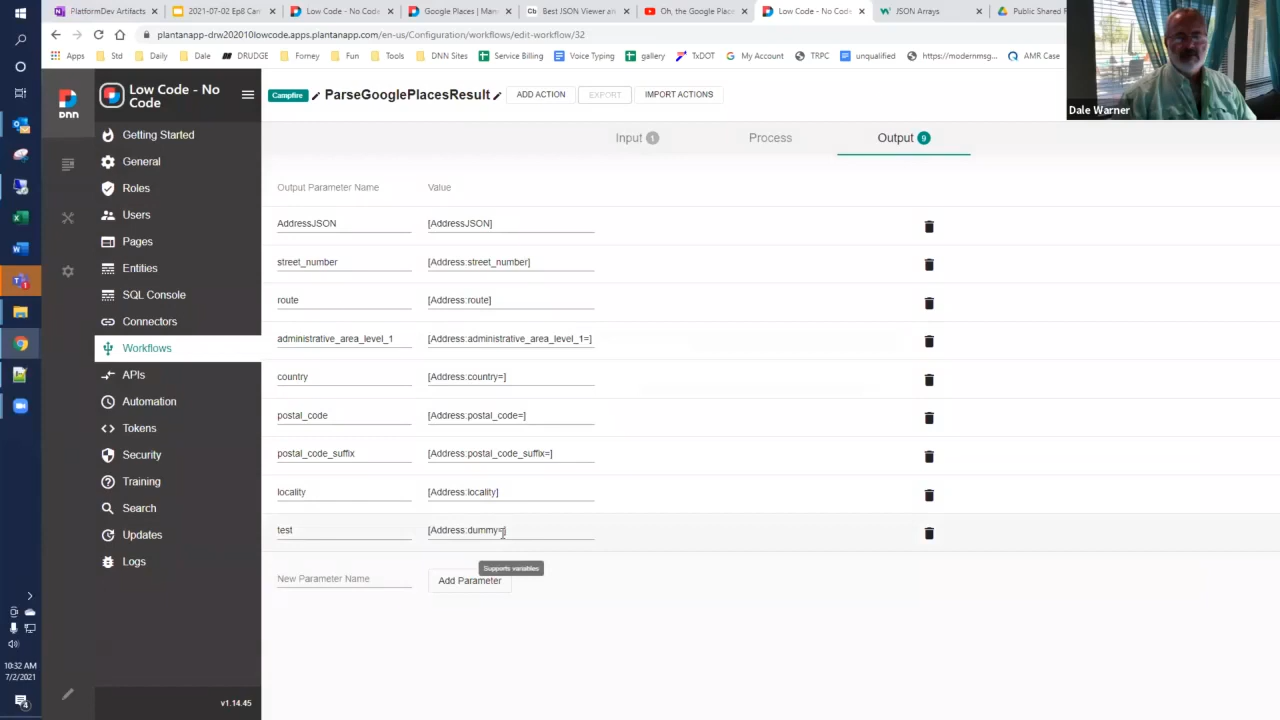 PlatformDev Artifacts
2021-07-02 Ep8 Cam
Low Code - No Code
Google Places | Man
Best JSON Viewer an
Oh, the Google Place
Low Code - No Code
JSON Arrays
Public Shared F
plantanapp-drw202010lowcode.apps.plantanapp.com/en-us/Configuration/workflows/edit-workflow/32
Apps
Std
Daily
Dale
DRUDGE
Forney
Fun
Tools
DNN Sites
Service Billing
Voice Typing
gallery
TxDOT
My Account
TRPC
unqualified
https://modernmsg...
AMR Case
Dale Warner
DNN
Low Code - No
Code
Campfire
ParseGooglePlacesResult
ADD ACTION
EXPORT
IMPORT ACTIONS
Getting Started
General
Roles
Users
Pages
Entities
SQL Console
Connectors
Workflows
APIs
Automation
Tokens
Security
Training
Search
Updates
Logs
v1.14.45
Input 1
Process
Output 9
Output Parameter Name
Value
AddressJSON
[AddressJSON]
street_number
[Address:street_number]
route
[Address:route]
administrative_area_level_1
[Address:administrative_area_level_1=]
country
[Address:country=]
postal_code
[Address:postal_code=]
postal_code_suffix
[Address:postal_code_suffix=]
locality
[Address:locality]
test
[Address:dummy=]
Supports variables
New Parameter Name
Add Parameter
10:32 AM
7/2/2021
4